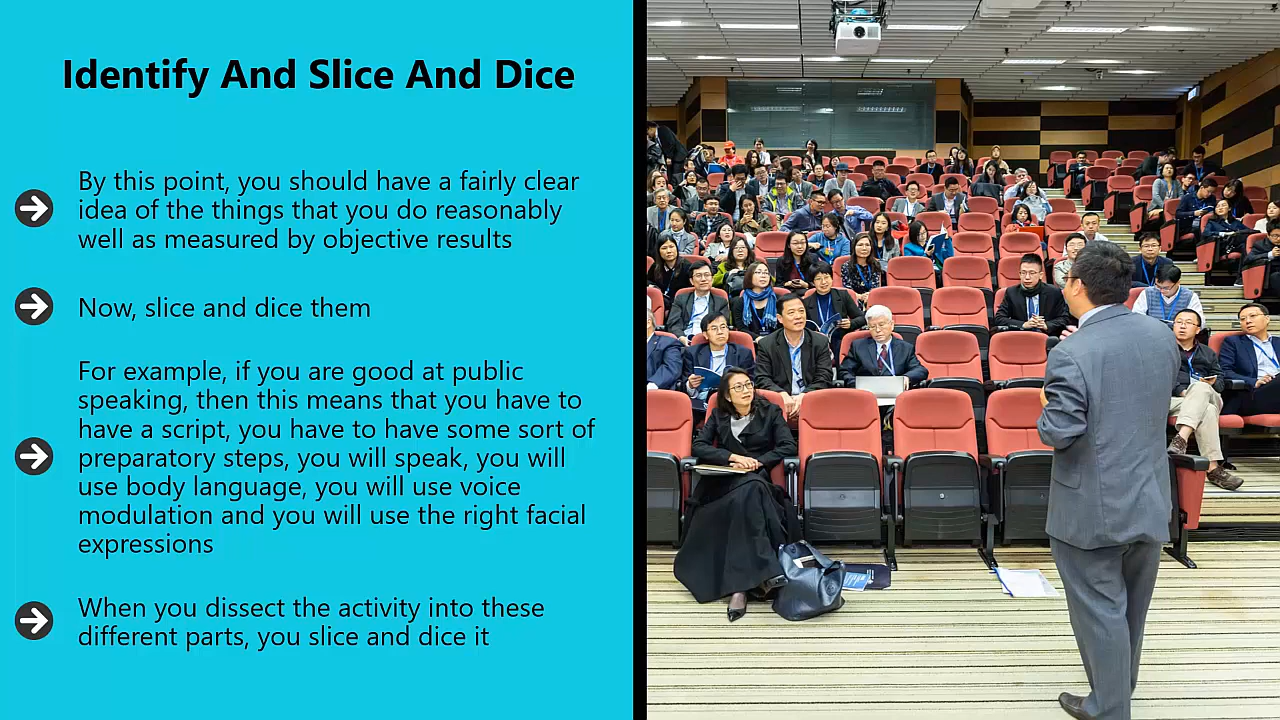 Identify And Slice And Dice
By this point, you should have a fairly clear
idea of the things that you do reasonably
well as measured by objective results
Now, slice and dice them
For example, if you are good at public
speaking, then this means that you have to
have a script, you have to have some sort of
preparatory steps, you will speak, you will
use body language, you will use voice
modulation and you will use the right facial
expressions
When you dissect the activity into these
different parts, you slice and dice it